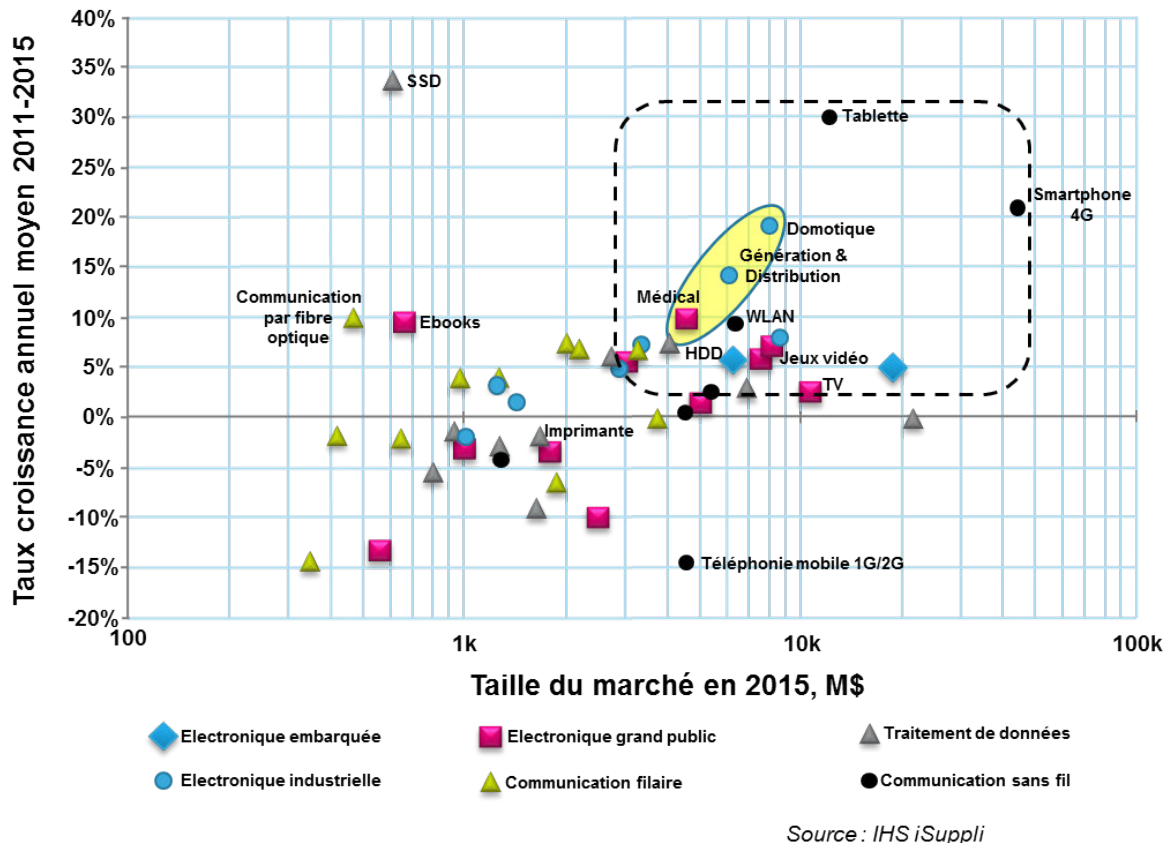 Taux croissance annuel moyen 2011-2015
40%
35%
30%
25%
20%
15%
10%
5%
0%
-5%
-10%
-15%
-20%
SSD
Tablette
Smartphone
4G
Domotique
Génération &
Distribution
Médical
Communication
par fibre
optique
Ebooks
WLAN
HDD
Jeux vidéo
TV
Imprimante
Téléphonie mobile 1G/2G
100
1k
10k
100k
Taille du marché en 2015, M$
Electronique embarquée
Electronique grand public
Traitement de données
Electronique industrielle
Communication filaire
Communication sans fil
Source : IHS iSuppli